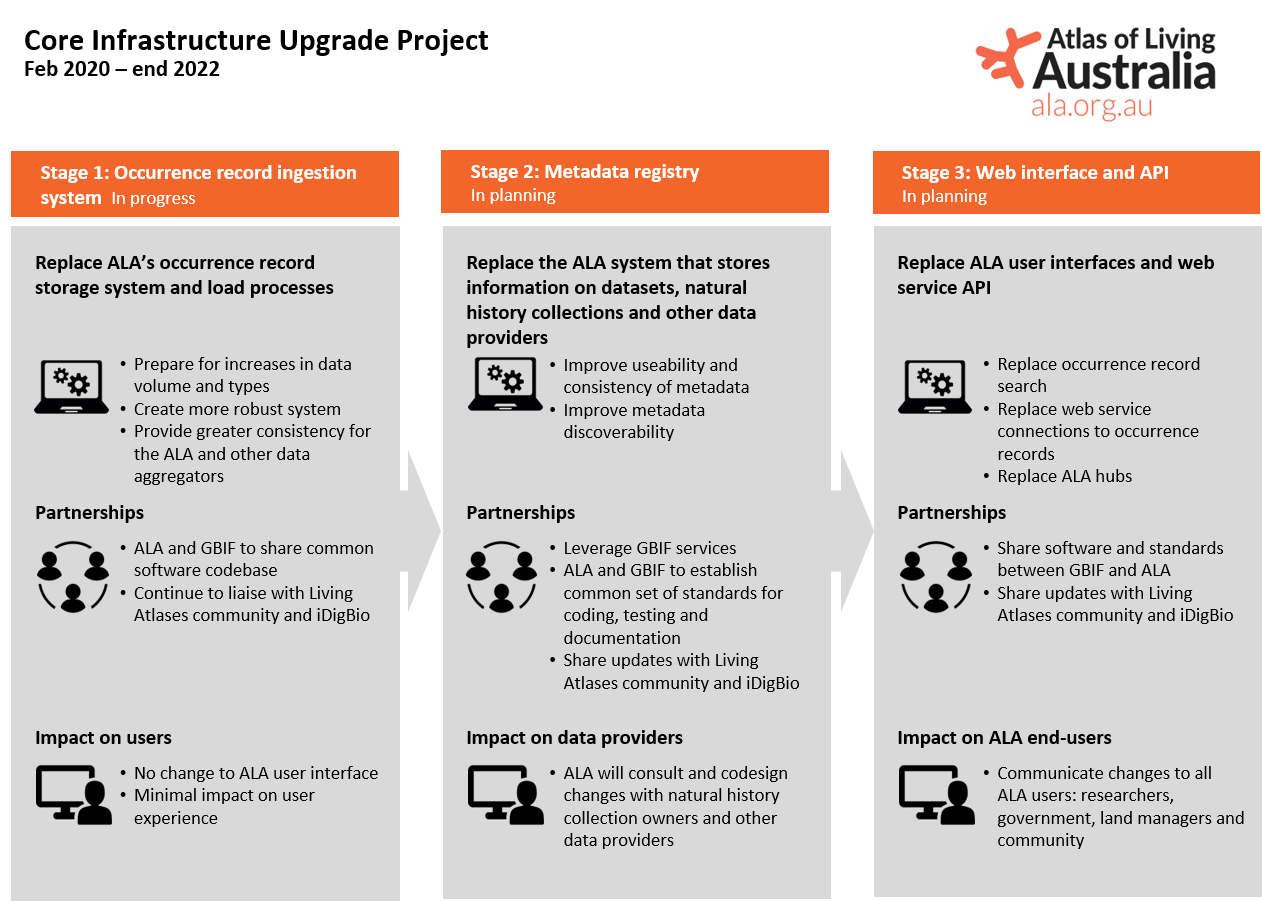 Core Infrastructure Upgrade Project
Feb 2020 – end 2022
Atlas of Living
Australia
ala.org.au
Stage 1: Occurrence record ingestion
system In progress
Replace ALA’s occurrence record
storage system and load processes
• Prepare for increases in data
volume and types
• Create more robust system
• Provide greater consistency for
the ALA and other data
aggregators
Partnerships
• ALA and GBIF to share common
software codebase
• Continue to liaise with Living
Atlases community and iDigBio
Impact on users
• No change to ALA user interface
• Minimal impact on user
experience
Stage 2: Metadata registry
In planning
Replace the ALA system that stores
information on datasets, natural
history collections and other data
providers
• Improve useability and
consistency of metadata
• Improve metadata
discoverability
Partnerships
• Leverage GBIF services
• ALA and GBIF to establish
common set of standards for
coding, testing and
documentation
• Share updates with Living
Atlases community and iDigBio
Impact on data providers
• ALA will consult and codesign
changes with natural history
collection owners and other
data providers
Stage 3: Web interface and API
In planning
Replace ALA user interfaces and web
service API
• Replace occurrence record
search
• Replace web service
connections to occurrence
records
• Replace ALA hubs
Partnerships
• Share software and standards
between GBIF and ALA
• Share updates with Living
Atlases community and iDigBio
Impact on ALA end-users
• Communicate changes to all
ALA users: researchers,
government, land managers and
community